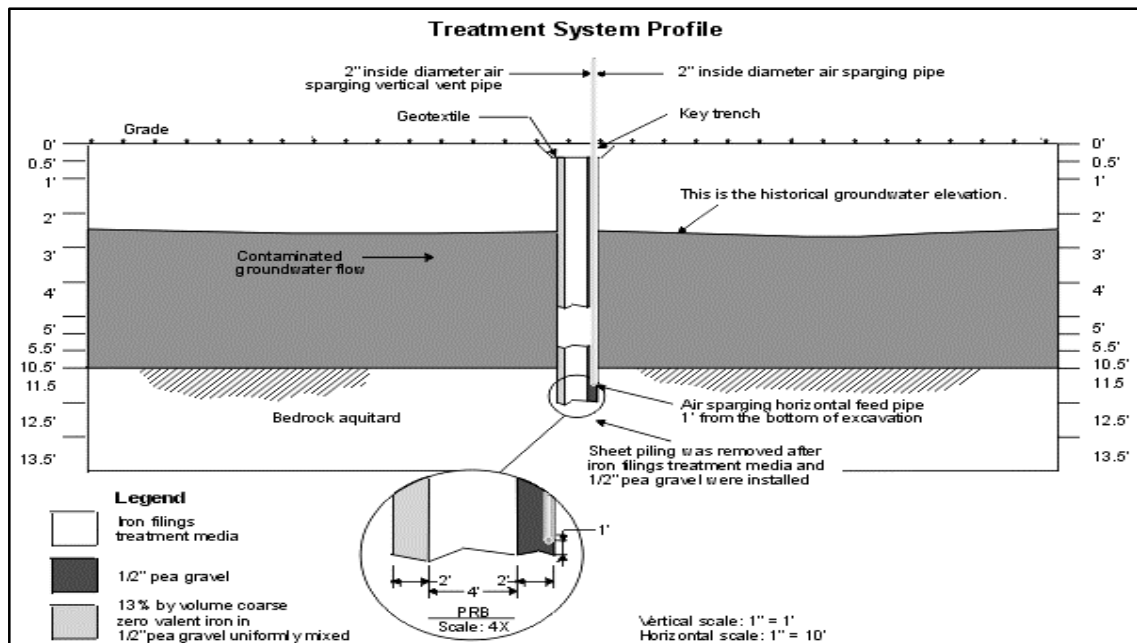 Treatment System Profile
2" inside diameter air
sparging vertical vent pipe
2" inside diameter air sparging pipe
Geotextile
Key trench
Grade
0'
0.5'
1'
2'
3'
4'
5'
5.5'
10.5'
11.5
12.5'
13.5'
0'
0.5'
1'
2'
3'
4'
5'
5.5'
10.5'
11.5
12.5'
13.5'
This is the historical groundwater elevation.
Contaminated
groundwater flow
Bedrock aquitard
Air sparging horizontal feed pipe
1' from the bottom of excavation
Sheet piling was removed after
iron filings treatment media and
1/2" pea gravel were installed
Legend
Iron filings
treatment media
1/2" pea gravel
13% by volume coarse
zero valent iron in
1/2" pea gravel uniformly mixed
1'
2'
4'
2'
PRB
Scale: 4X
Vertical scale: 1" = 1'
Horizontal scale: 1" = 10'